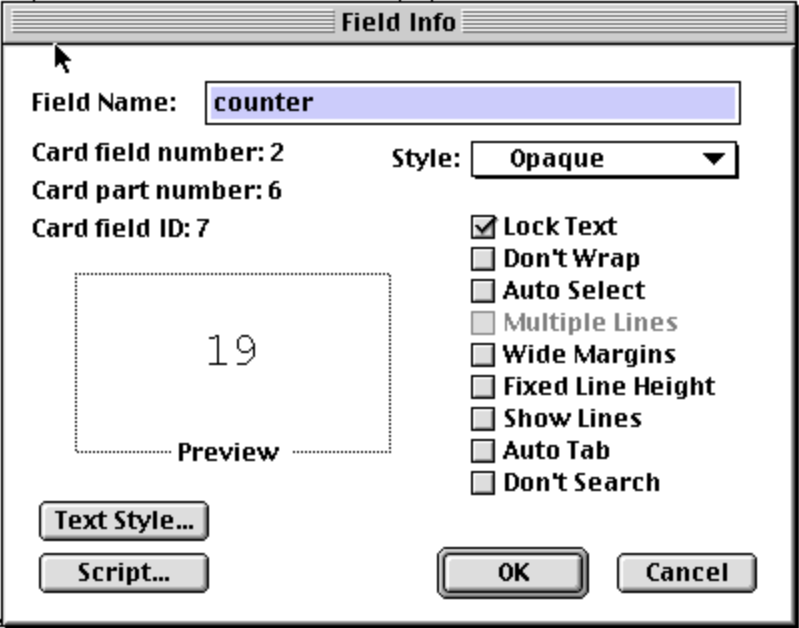 Field Info
Field Name: counter
Card field number: 2
Style: Opaque
Card part number: 6
Card field ID: 7
Lock Text
Don't Wrap
Auto Select
Multiple Lines
Wide Margins
Fixed Line Height
Show Lines
Auto Tab
Don't Search
19
Preview
Text Style...
Script...
OK
Cancel